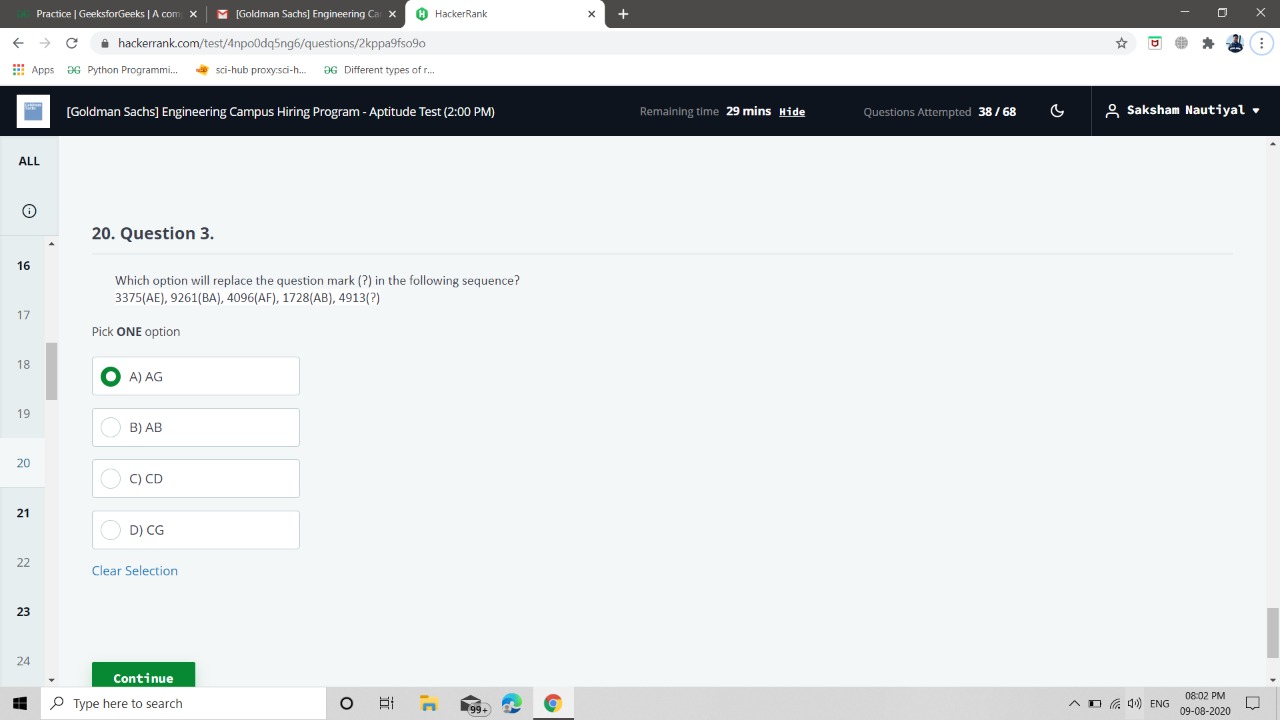 Practice | GeeksforGeeks | A com
[Goldman Sachs] Engineering Ca
HackerRank
hackerrank.com/test/4npo0dq5ng6/questions/2kppa9fso9o
Apps
Python Programmi...
sci-hub proxy:sci-h...
Different types of r...
[Goldman Sachs] Engineering Campus Hiring Program - Aptitude Test (2:00 PM)
Remaining time 29 mins Hide
Questions Attempted 38 / 68
Saksham Nautiyal
ALL
16
17
18
19
20
21
22
23
24
20. Question 3.
Which option will replace the question mark (?) in the following sequence?
3375(AE), 9261(BA), 4096(AF), 1728(AB), 4913(?)
Pick ONE option
A) AG
B) AB
C) CD
D) CG
Clear Selection
Continue
Type here to search
99+
ENG
08:02 PM
09-08-2020